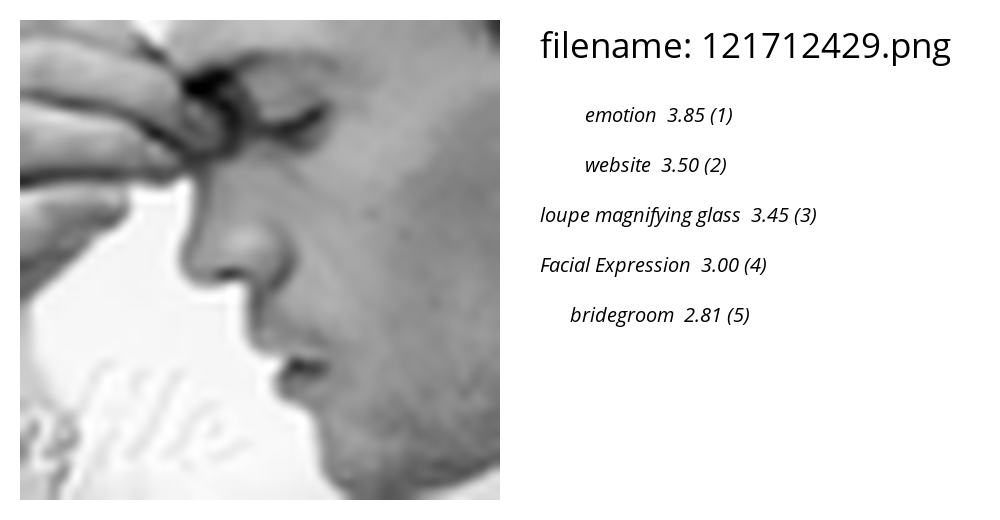 filename: 121712429.png
emotion 3.85 (1)
website 3.50 (2)
loupe magnifying glass 3.45 (3)
Facial Expression 3.00 (4)
bridegroom 2.81 (5)